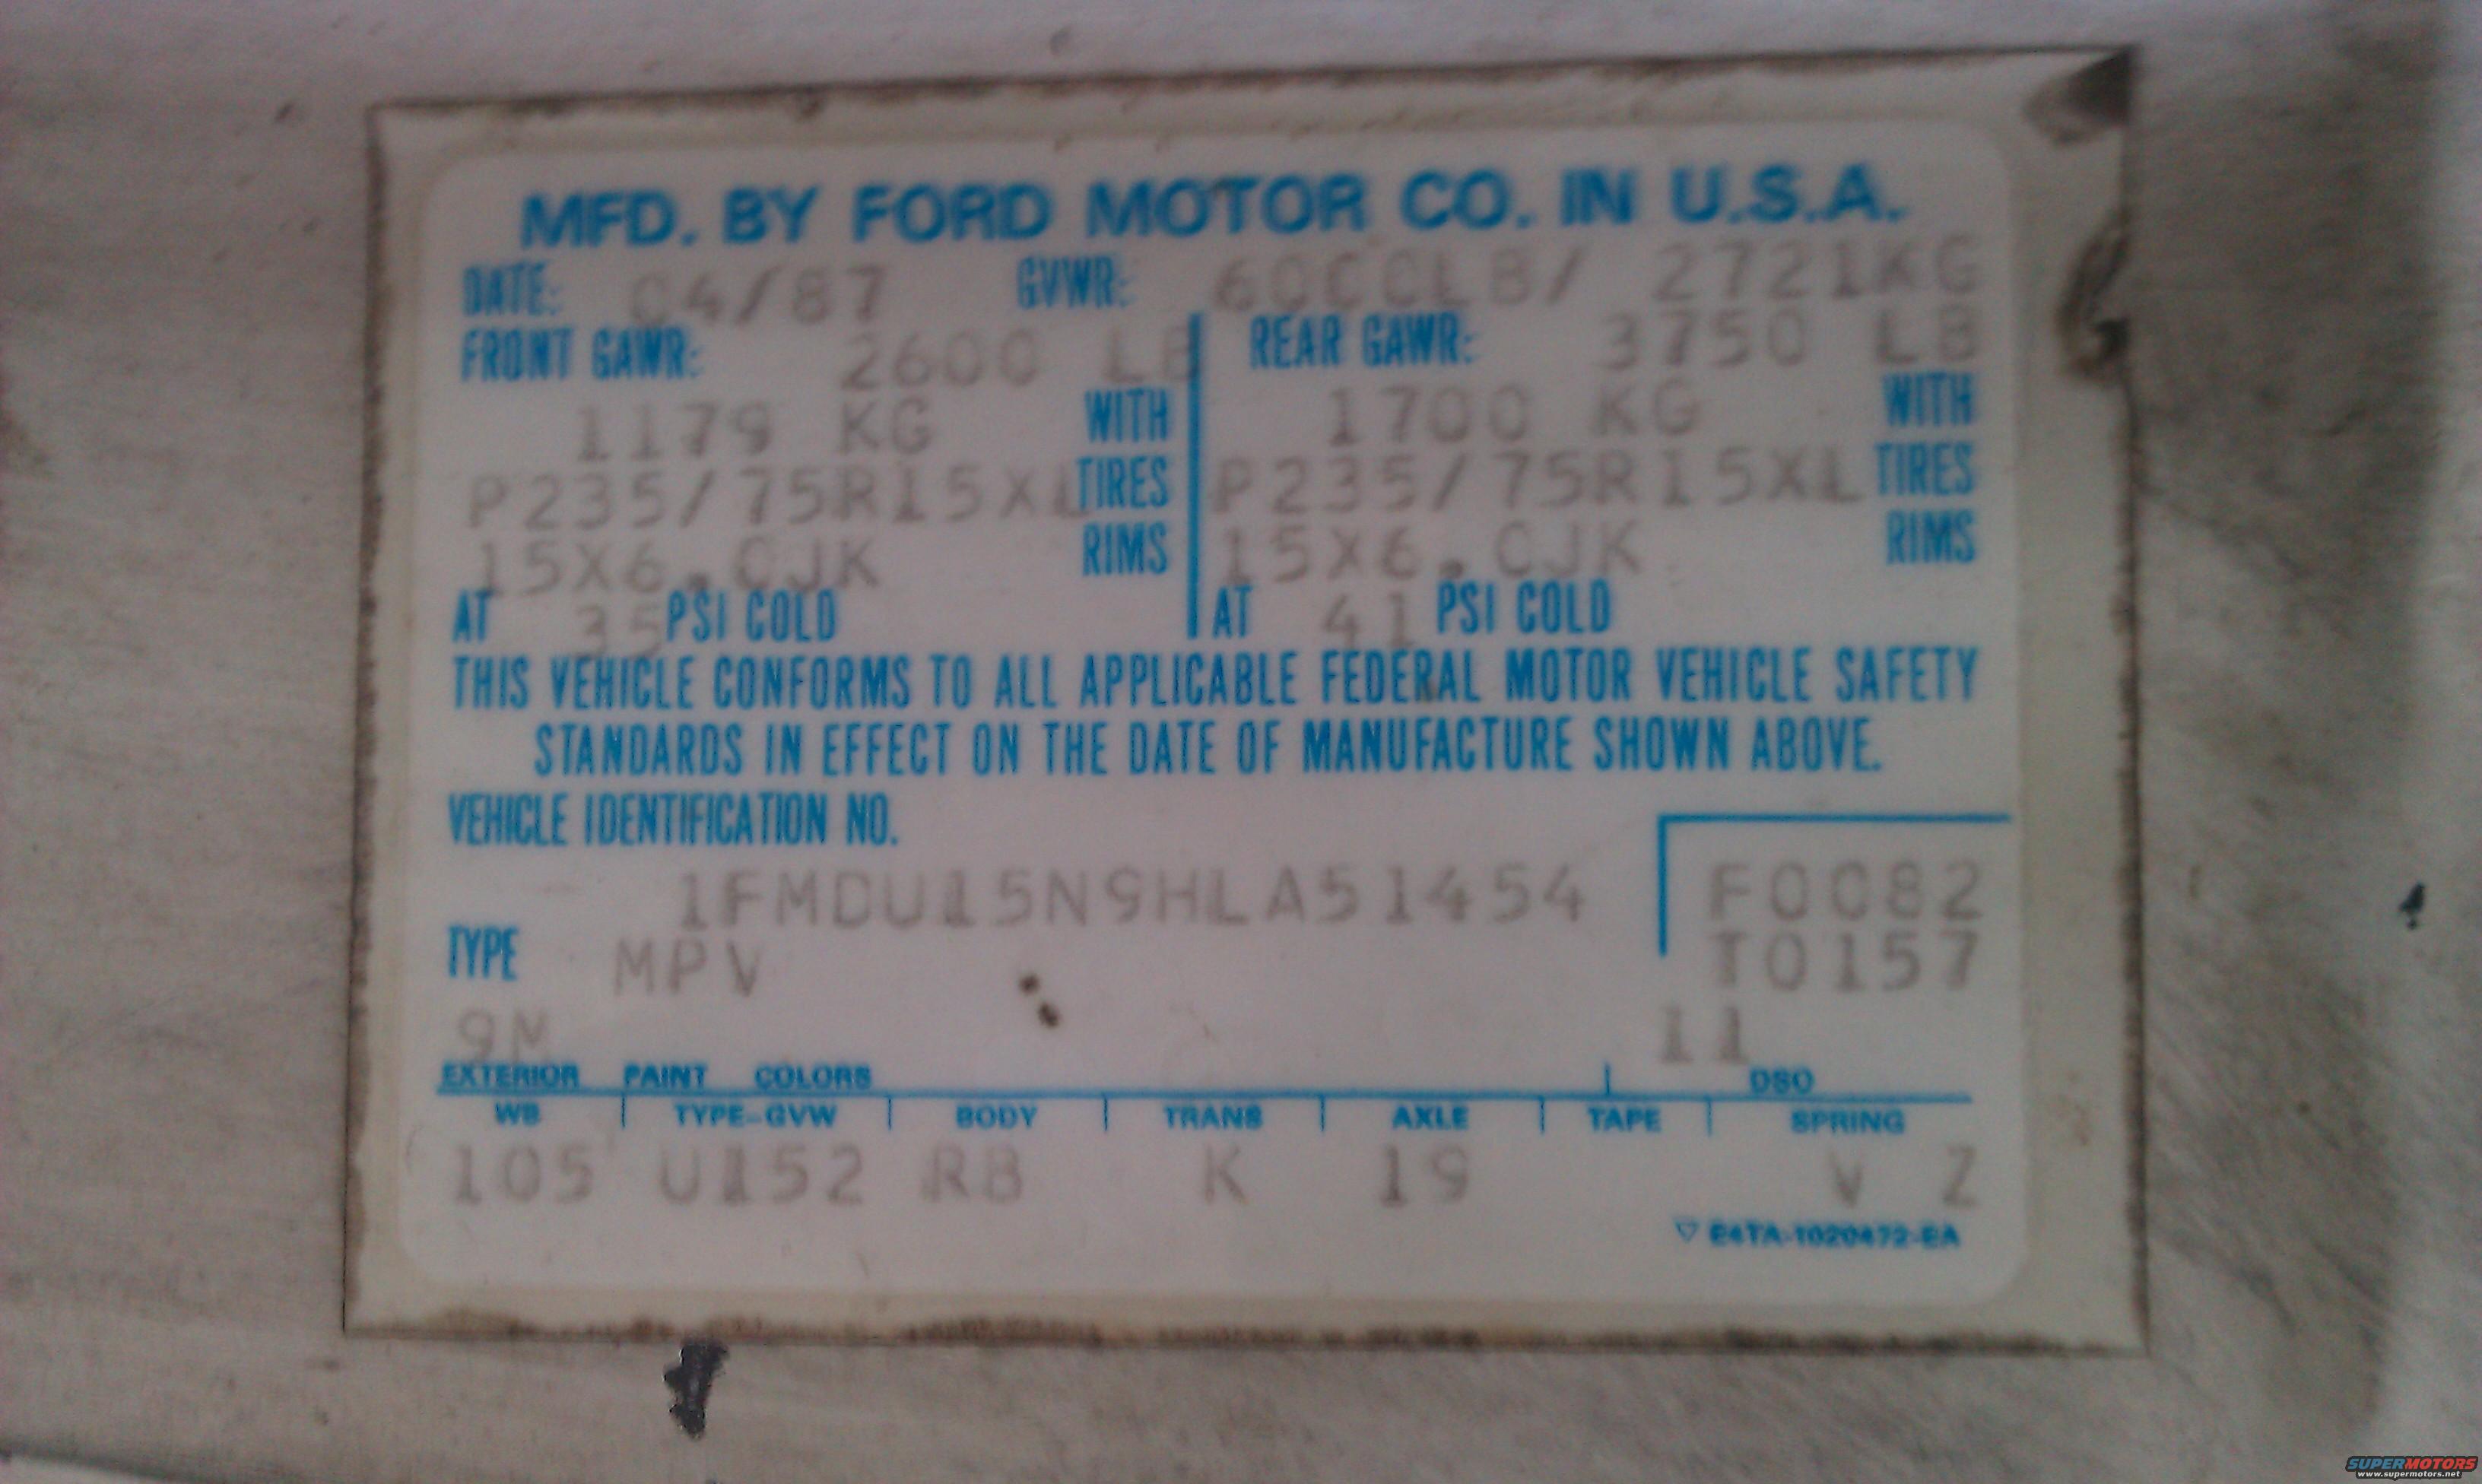 MFD. BY FORD MOTOR CO. IN U.S.A.
DATE: 04/87 GVWR: 6000LB/ 2721KG
FRONT GAWR: 2600 LB REAR GAWR: 3750 LB
1179 KG WITH 1700 KG WITH
P235/75R15XL TIRES P235/75R15XL TIRES
15X6.0JK RIMS 15X6.0JK RIMS
AT 35 PSI COLD AT 41 PSI COLD
THIS VEHICLE CONFORMS TO ALL APPLICABLE FEDERAL MOTOR VEHICLE SAFETY
STANDARDS IN EFFECT ON THE DATE OF MANUFACTURE SHOWN ABOVE.
VEHICLE IDENTIFICATION NO.
1FMDU15N9HLA51454 F0082
TYPE MPV T0157
9M 11
EXTERIOR PAINT COLORS DSO
WB TYPE-GVW BODY TRANS AXLE TAPE SPRING
105 U152 RB K 19 V Z
SUPERMOTORS
www.supermotors.net